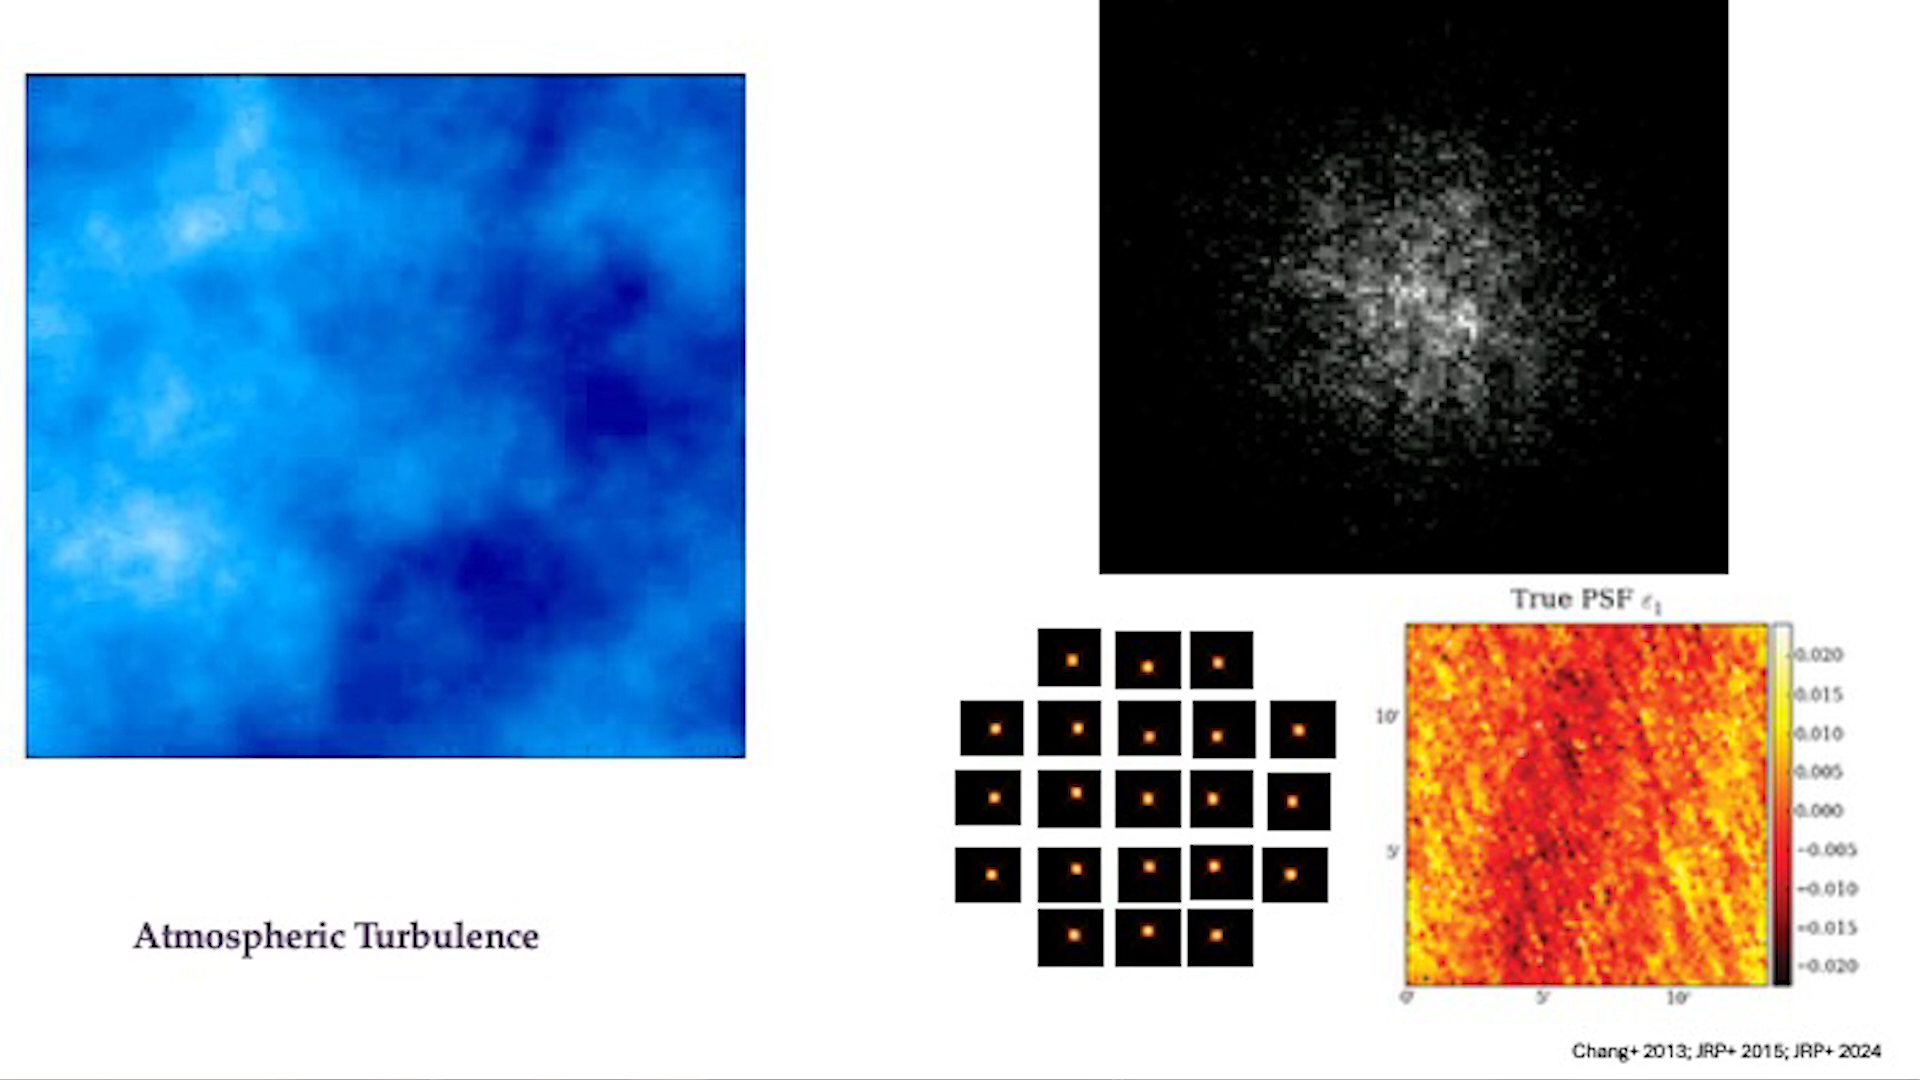 True PSF ε₁
0.020
0.015
10′
0.010
0.005
0.000
5′
−0.005
−0.010
−0.015
−0.020
0′ 5′ 10′
Atmospheric Turbulence
Chang+ 2013; JRP+ 2015; JRP+ 2024